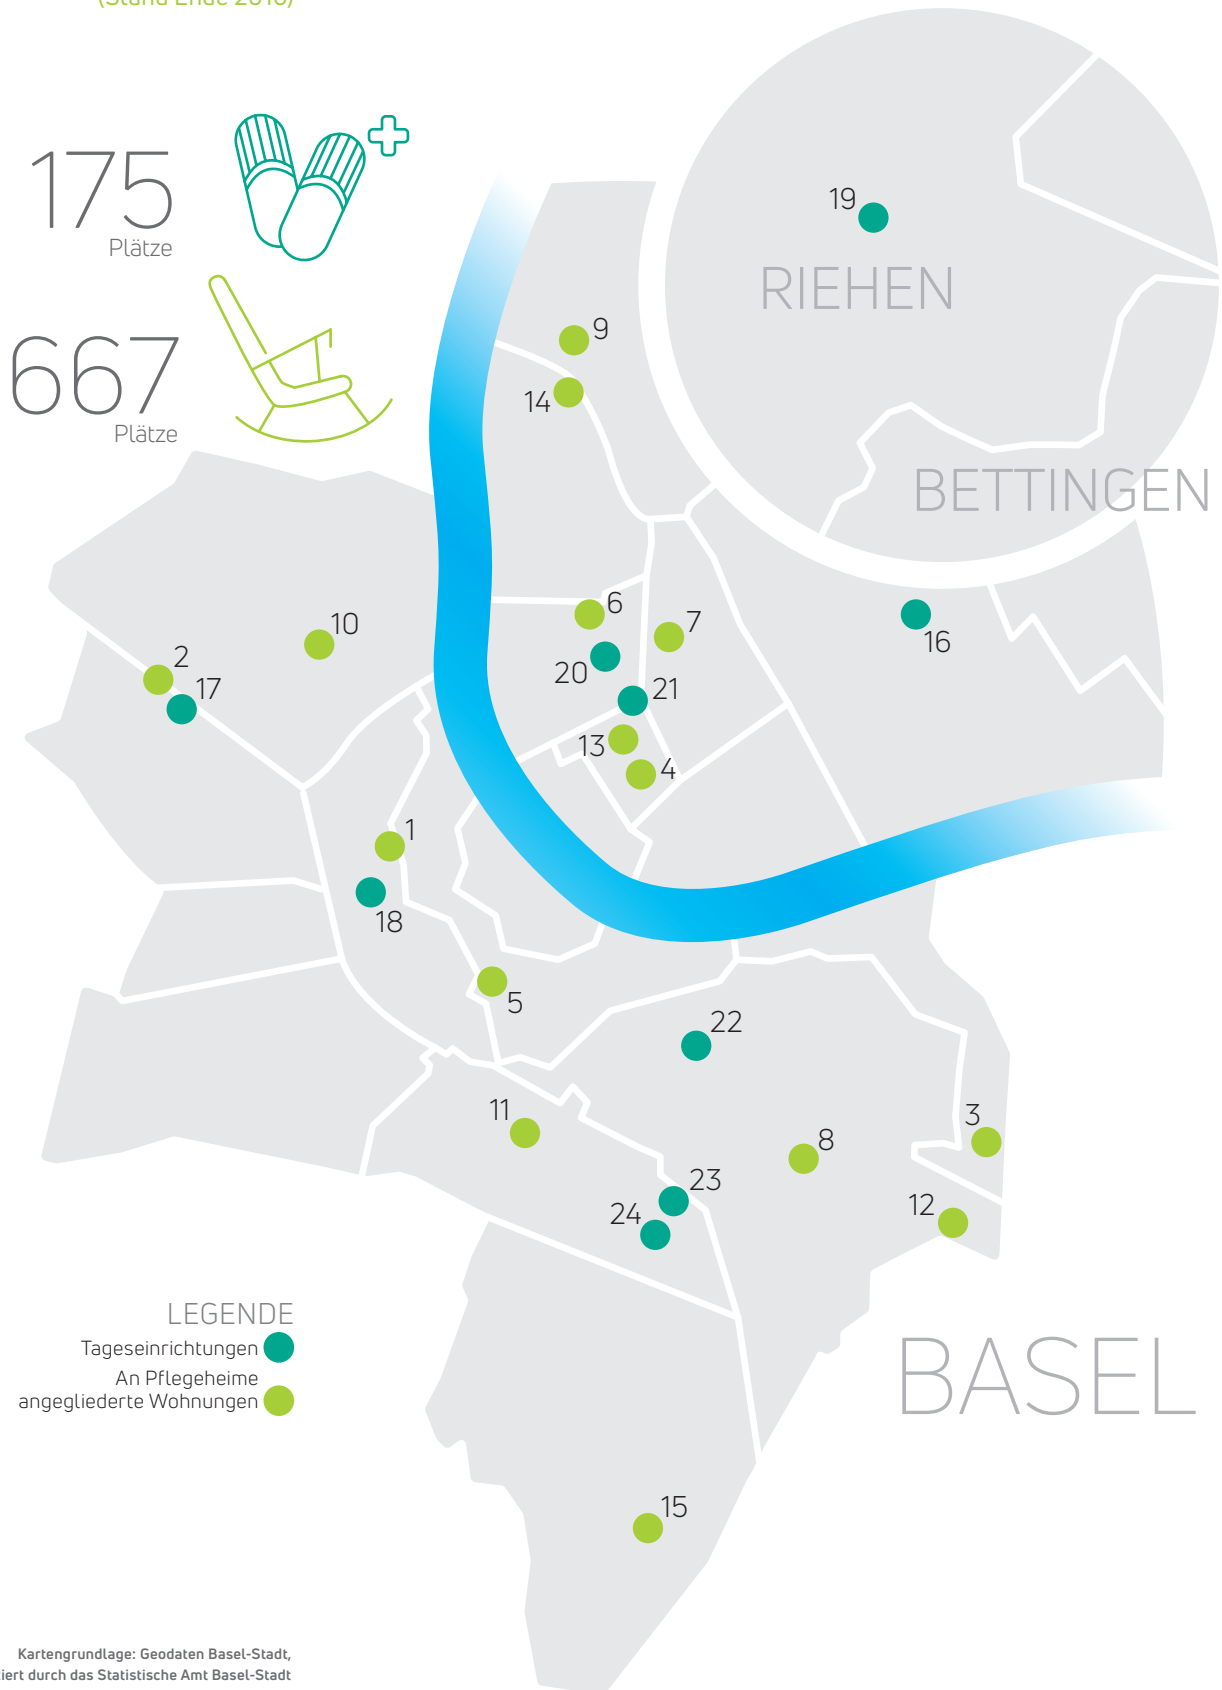 175
Plätze
667
Plätze
19
RIEHEN
9
14
BETTINGEN
6
10
7
16
2
20
17
21
13
4
1
18
5
22
11
3
8
23
12
24
LEGENDE
Tageseinrichtungen
An Pflegeheime
angegliederte Wohnungen
BASEL
15
Kartengrundlage: Geodaten Basel-Stadt,
iert durch das Statistische Amt Basel-Stadt